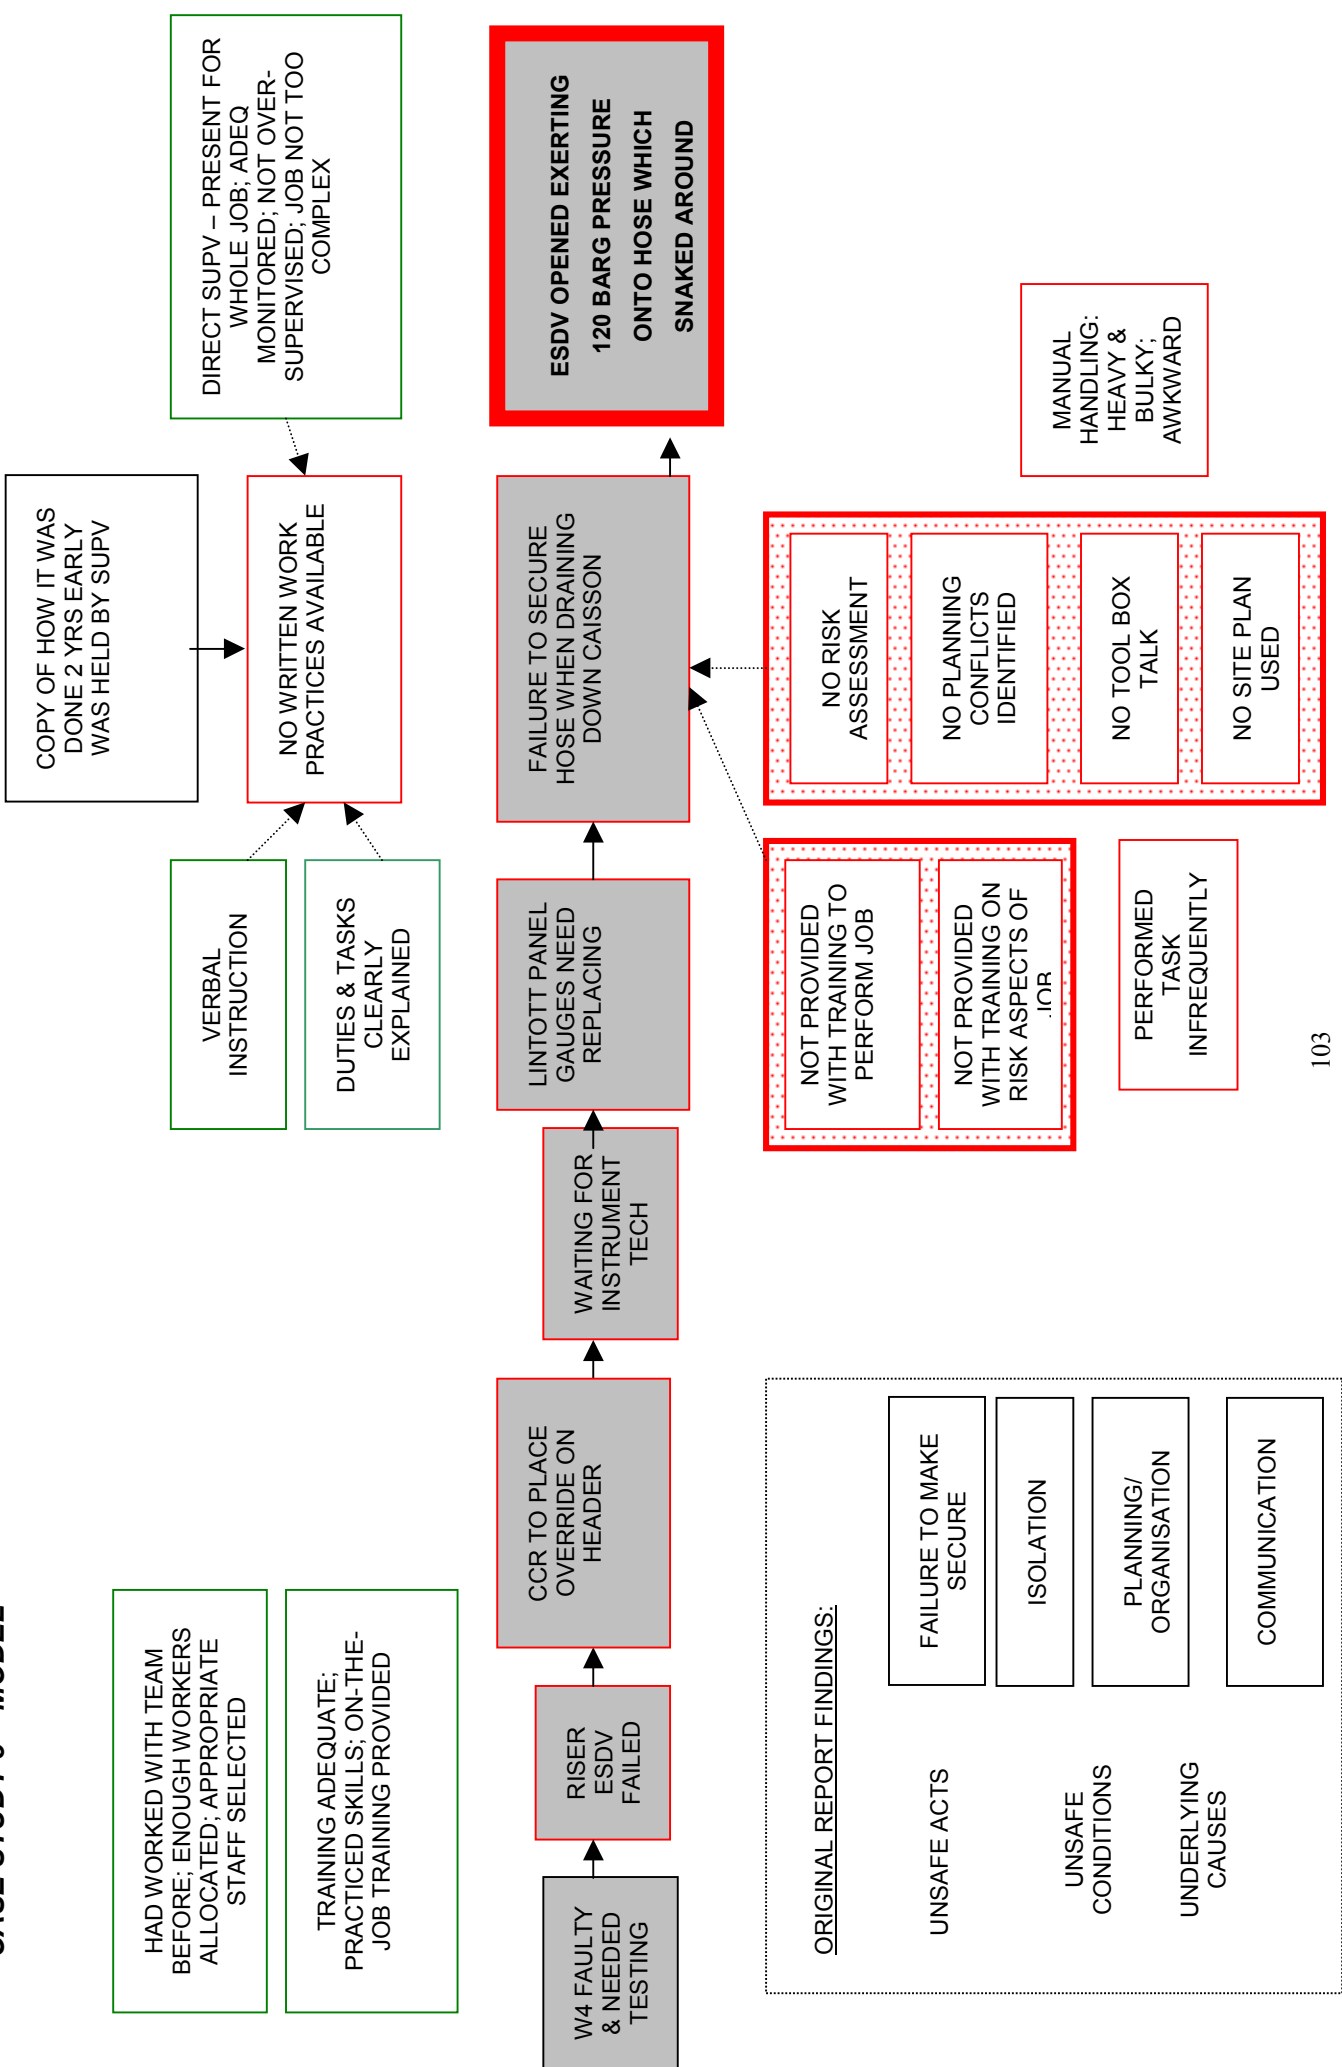 CASE STUDY MODEL
COPY OF HOW IT WAS
DONE 2 YRS EARLY
WAS HELD BY SUPV
HAD WORKED WITH TEAM
BEFORE; ENOUGH WORKERS
ALLOCATED; APPROPRIATE
STAFF SELECTED
TRAINING ADEQUATE;
PRACTICED SKILLS; ON-THE-
JOB TRAINING PROVIDED
VERBAL
INSTRUCTION
DUTIES & TASKS
CLEARLY
EXPLAINED
NO WRITTEN WORK
PRACTICES AVAILABLE
DIRECT SUPV – PRESENT FOR
WHOLE JOB; ADEQ
MONITORED; NOT OVER-
SUPERVISED; JOB NOT TOO
COMPLEX
W4 FAULTY
& NEEDED
TESTING
RISER
ESDV
FAILED
CCR TO PLACE
OVERRIDE ON
HEADER
WAITING FOR
INSTRUMENT
TECH
LINTOTT PANEL
GAUGES NEED
REPLACING
FAILURE TO SECURE
HOSE WHEN DRAINING
DOWN CAISSON
ESDV OPENED EXERTING
120 BARG PRESSURE
ONTO HOSE WHICH
SNAKED AROUND
ORIGINAL REPORT FINDINGS:
UNSAFE ACTS
FAILURE TO MAKE
SECURE
UNSAFE
CONDITIONS
ISOLATION
UNDERLYING
CAUSES
PLANNING/
ORGANISATION
COMMUNICATION
NOT PROVIDED
WITH TRAINING TO
PERFORM JOB
NOT PROVIDED
WITH TRAINING ON
RISK ASPECTS OF
JOB
PERFORMED
TASK
INFREQUENTLY
NO RISK
ASSESSMENT
NO PLANNING
CONFLICTS
IDENTIFIED
NO TOOL BOX
TALK
NO SITE PLAN
USED
MANUAL
HANDLING:
HEAVY &
BULKY;
AWKWARD
103